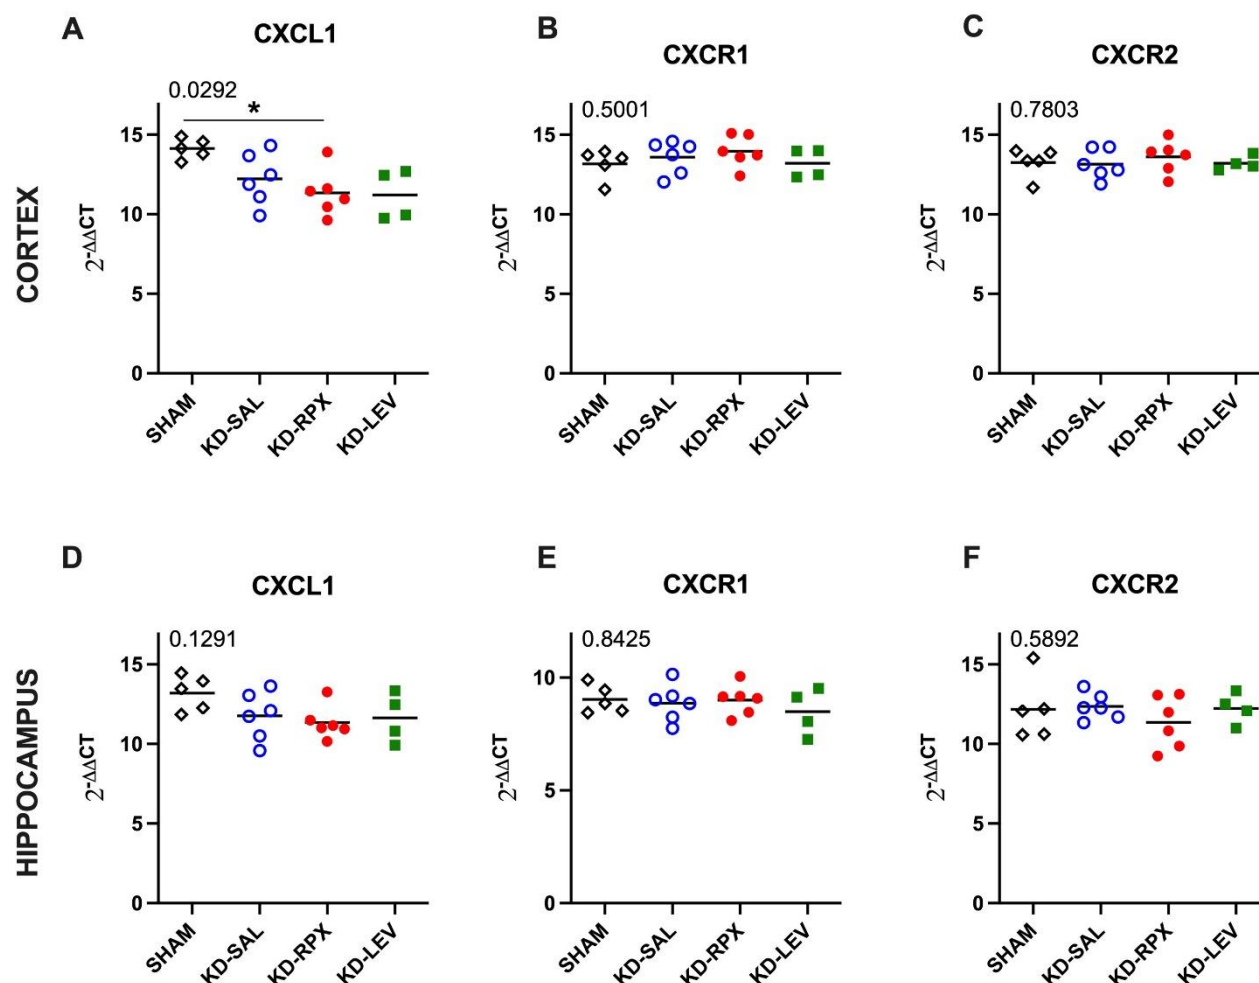 A
CXCL1
0.0292
*
15
10
5
0
2-ΔΔCT
SHAM
KD-SAL
KD-RPX
KD-LEV
B
CXCR1
0.5001
15
10
5
0
2-ΔΔCT
SHAM
KD-SAL
KD-RPX
KD-LEV
C
CXCR2
0.7803
15
10
5
0
2-ΔΔCT
SHAM
KD-SAL
KD-RPX
KD-LEV
CORTEX
D
CXCL1
0.1291
15
10
5
0
2-ΔΔCT
SHAM
KD-SAL
KD-RPX
KD-LEV
E
CXCR1
0.8425
10
5
0
2-ΔΔCT
SHAM
KD-SAL
KD-RPX
KD-LEV
F
CXCR2
0.5892
15
10
5
0
2-ΔΔCT
SHAM
KD-SAL
KD-RPX
KD-LEV
HIPPOCAMPUS